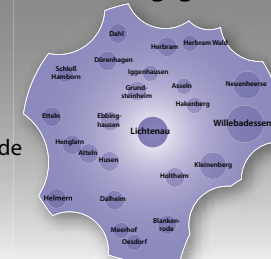 Dahl
Herbram
Herbram Wald
Dörenhagen
Schloß
Hamborn
Iggenhausen
Grund-
steinheim
Asseln
Neuenheerse
Hakenberg
Etteln
Ebbing-
hausen
Lichtenau
Willebadessen
de
Henglarn
Atteln
Husen
Kleinenberg
Holtheim
Helmern
Dalheim
Blanken-
rode
Meerhof
Oesdorf